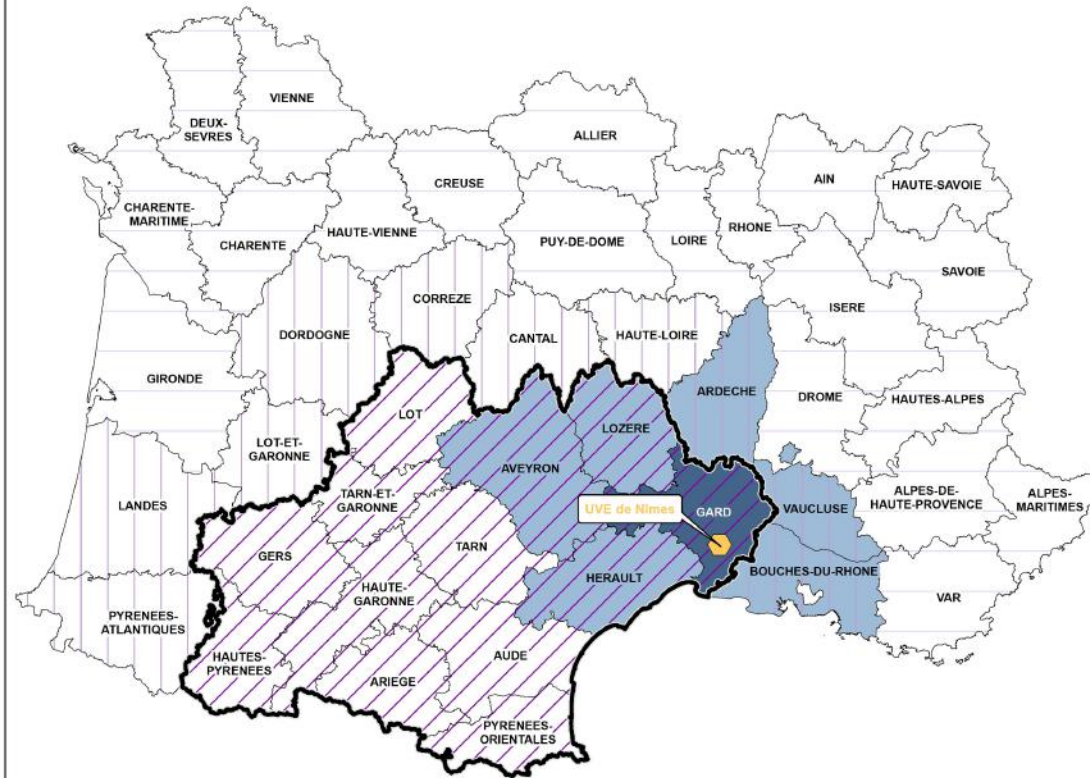 VIENNE
DEUX-
SEVRES
ALLIER
CREUSE
AIN
HAUTE-SAVOIE
CHARENTE-
MARITIME
CHARENTE
HAUTE-VIENNE
PUY-DE-DOME
LOIRE
RHONE
SAVOIE
CORREZE
ISERE
DORDOGNE
CANTAL
HAUTE-LOIRE
GIRONDE
ARDECHE
DROME
HAUTES-ALPES
LOT
LOZERE
LOT-ET-
GARONNE
AVEYRON
TARN-ET-
GARONNE
LANDES
UVE de Nîmes
GARD
VAUCLUSE
ALPES-DE-
HAUTE-PROVENCE
ALPES-
MARITIMES
GERS
TARN
HERAULT
BOUCHES-DU-RHONE
HAUTE-
GARONNE
VAR
PYRENEES-
ATLANTIQUES
HAUTES-
PYRENEES
AUDE
ARIEGE
PYRENEES-
ORIENTALES